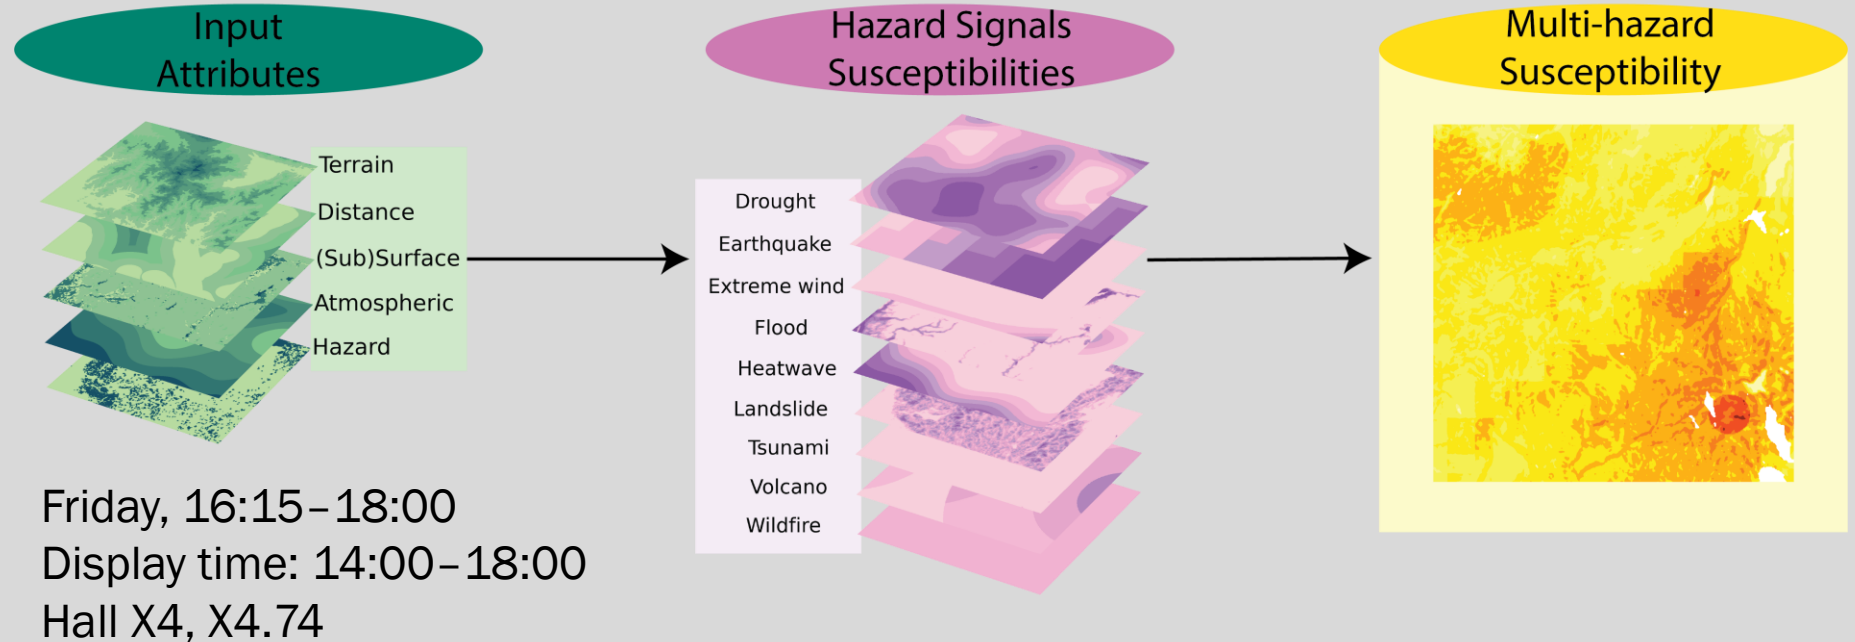 Input
Attributes
Hazard Signals
Susceptibilities
Multi-hazard
Susceptibility
Terrain
Distance
(Sub)Surface
Atmospheric
Hazard
Drought
Earthquake
Extreme wind
Flood
Heatwave
Landslide
Tsunami
Volcano
Wildfire
Friday, 16:15–18:00
Display time: 14:00–18:00
Hall X4, X4.74